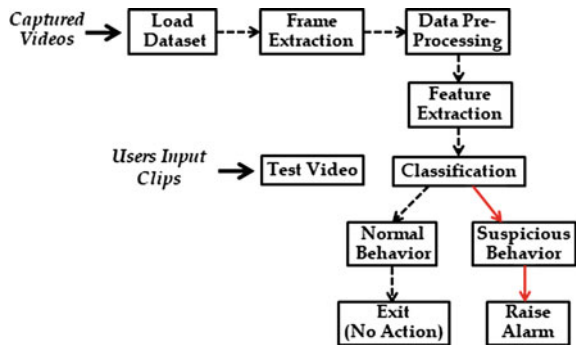 Captured
Videos
Load
Dataset
Frame
Extraction
Data Pre-
Processing
Feature
Extraction
Users Input
Clips
Test Video
Classification
Normal
Behavior
Suspicious
Behavior
Exit
(No Action)
Raise
Alarm